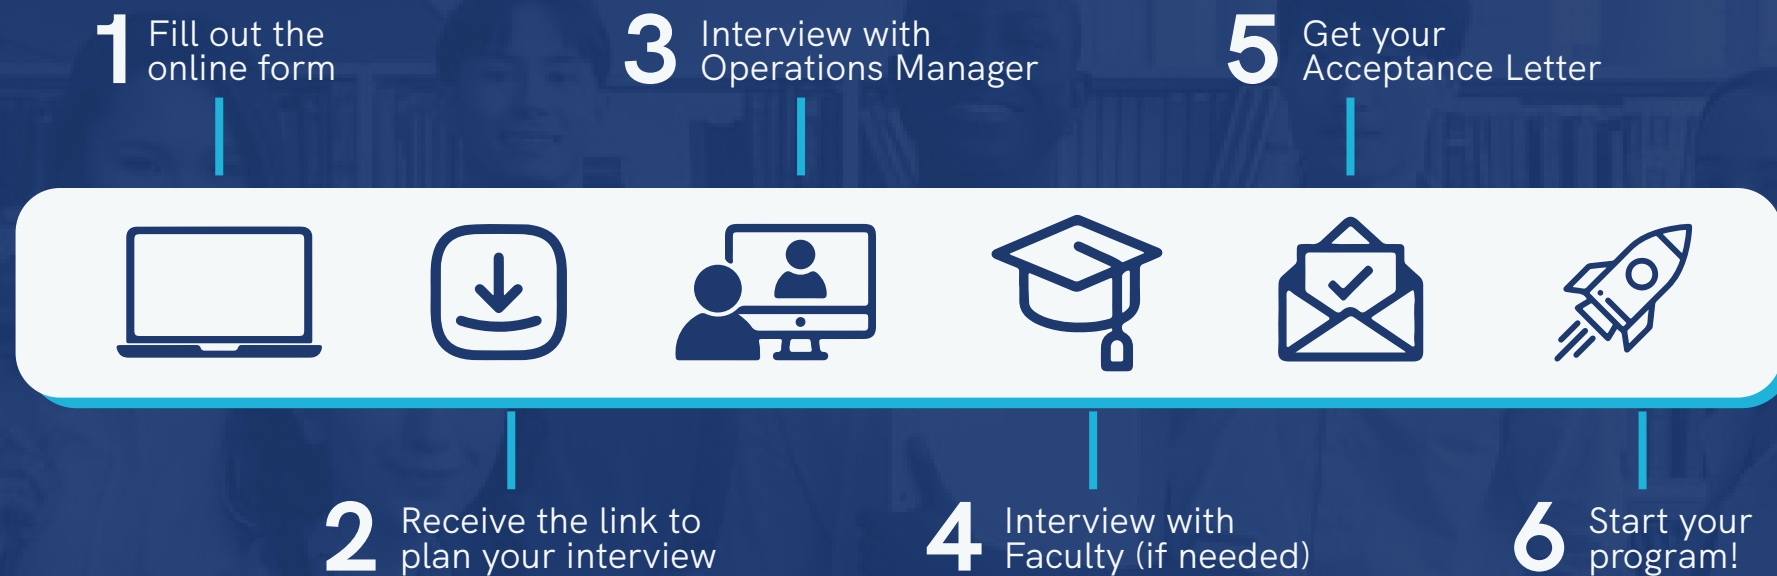 1 Fill out the
online form
2 Receive the link to
plan your interview
3 Interview with
Operations Manager
4 Interview with
Faculty (if needed)
5 Get your
Acceptance Letter
6 Start your
program!